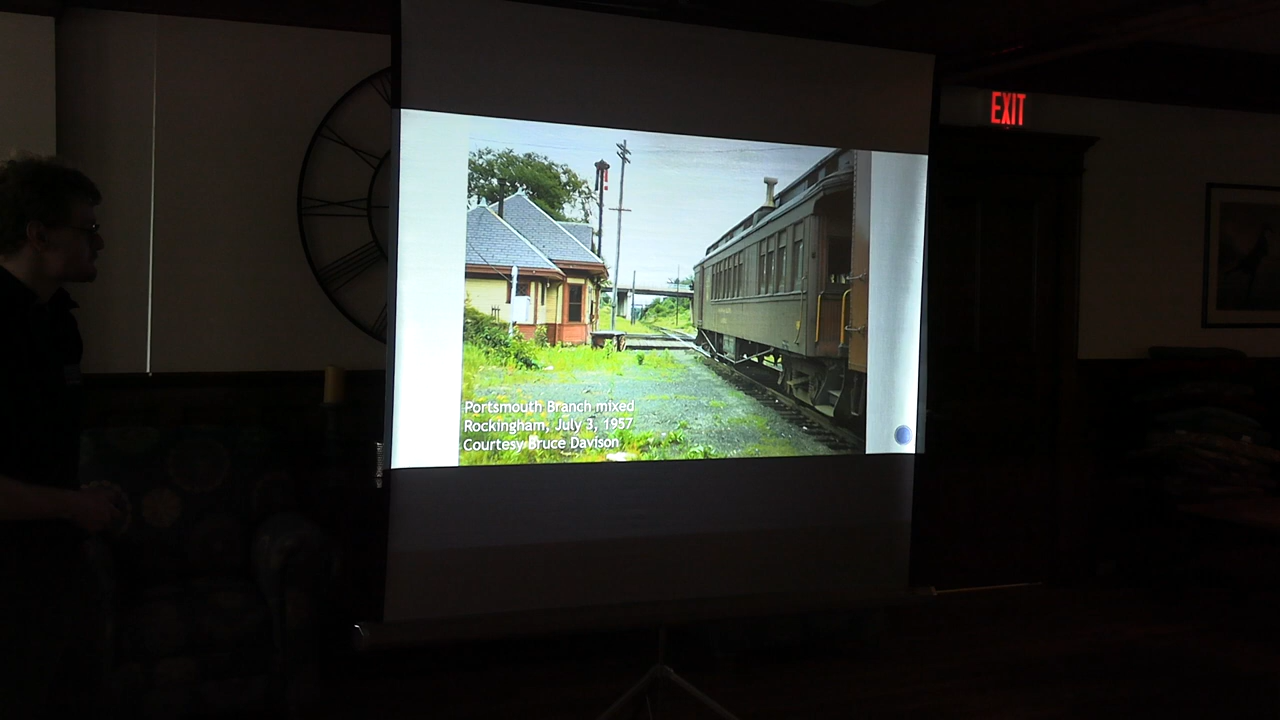 EXIT
Portsmouth Branch mixed
Rockingham, July 3, 1957
Courtesy Bruce Davison